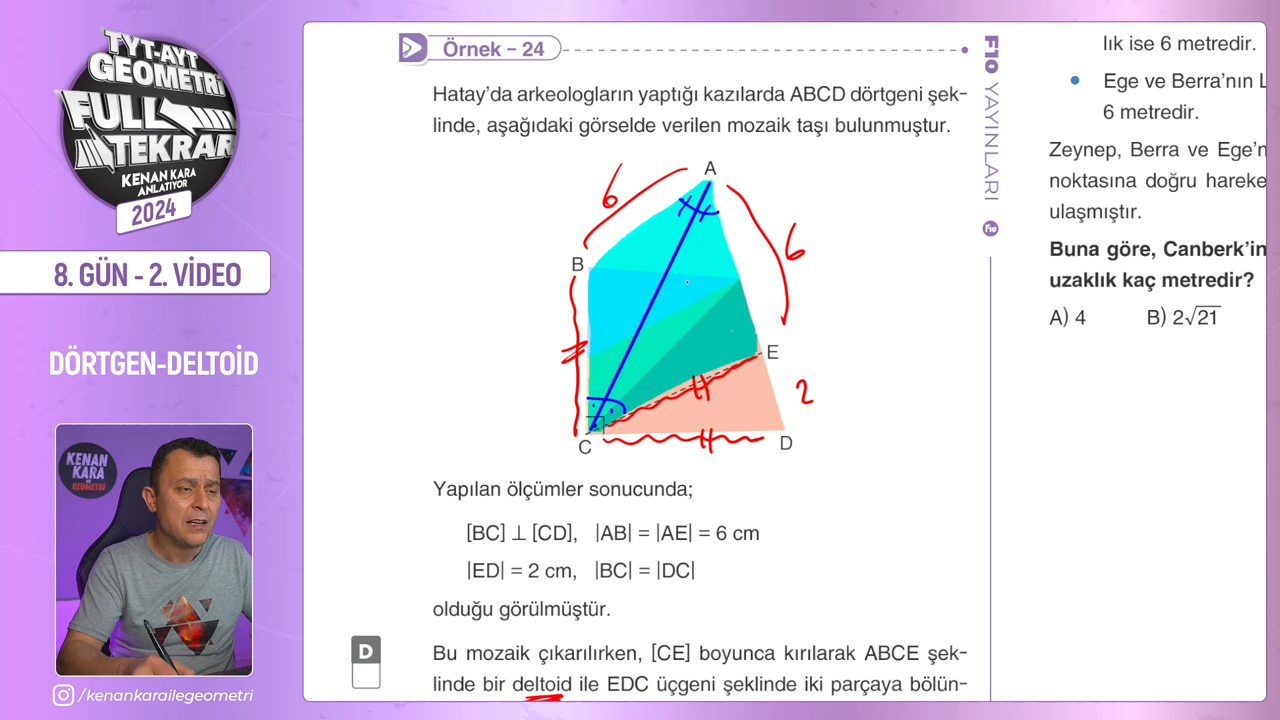 TYT-AYT
GEOMETRİ
FULL
TEKRAR
KENAN KARA
ANLATIYOR
2024
8. GÜN - 2. VİDEO
DÖRTGEN-DELTOİD
KENAN
KARA
İLE
GEOMETRİ
/kenankarailegeometri
Örnek – 24
Hatay'da arkeologların yaptığı kazılarda ABCD dörtgeni şek-
linde, aşağıdaki görselde verilen mozaik taşı bulunmuştur.
A
6
6
B
E
2
C
D
Yapılan ölçümler sonucunda;
[BC] ⊥ [CD], |AB| = |AE| = 6 cm
|ED| = 2 cm, |BC| = |DC|
olduğu görülmüştür.
D
Bu mozaik çıkarılırken, [CE] boyunca kırılarak ABCE şek-
linde bir deltoid ile EDC üçgeni şeklinde iki parçaya bölün-
F10 YAYINLARI F10
lık ise 6 metredir.
Ege ve Berra'nın
6 metredir.
Zeynep, Berra ve Ege'n
noktasına doğru hareke
ulaşmıştır.
Buna göre, Canberk'in
uzaklık kaç metredir?
A) 4 B) 2√21